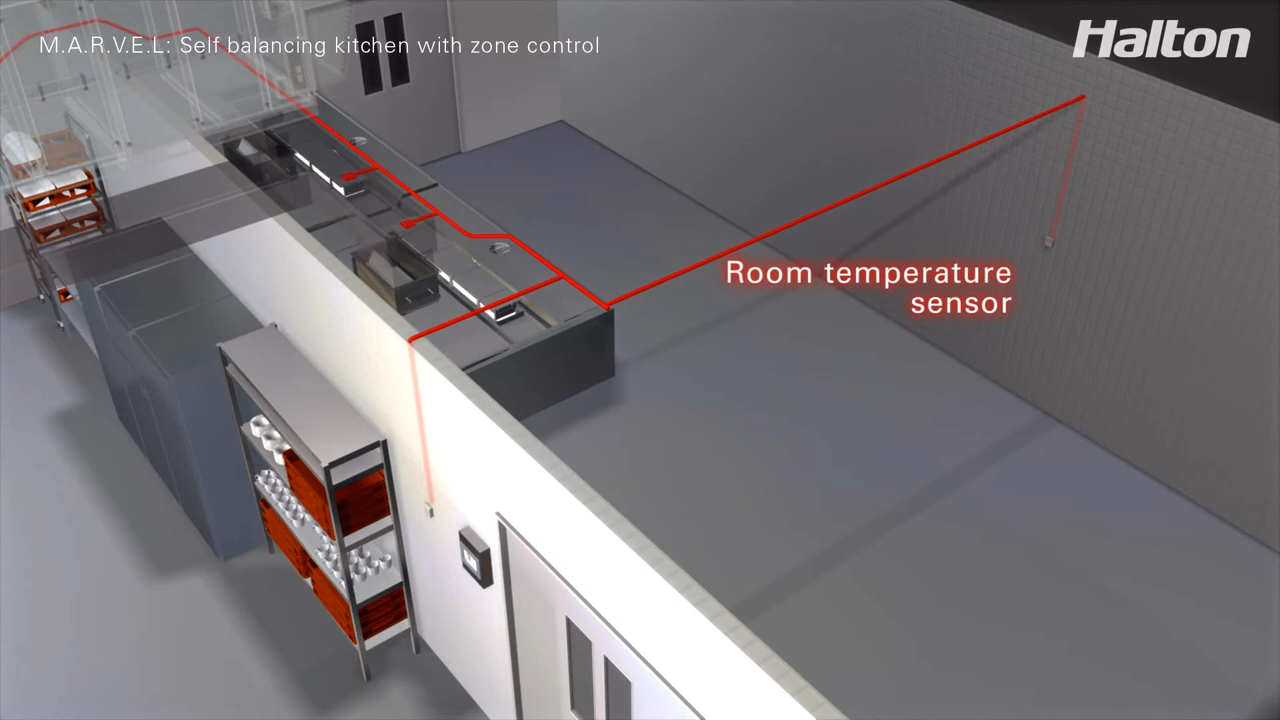 M.A.R.V.E.L: Self balancing kitchen with zone control
Halton
Room temperature
sensor